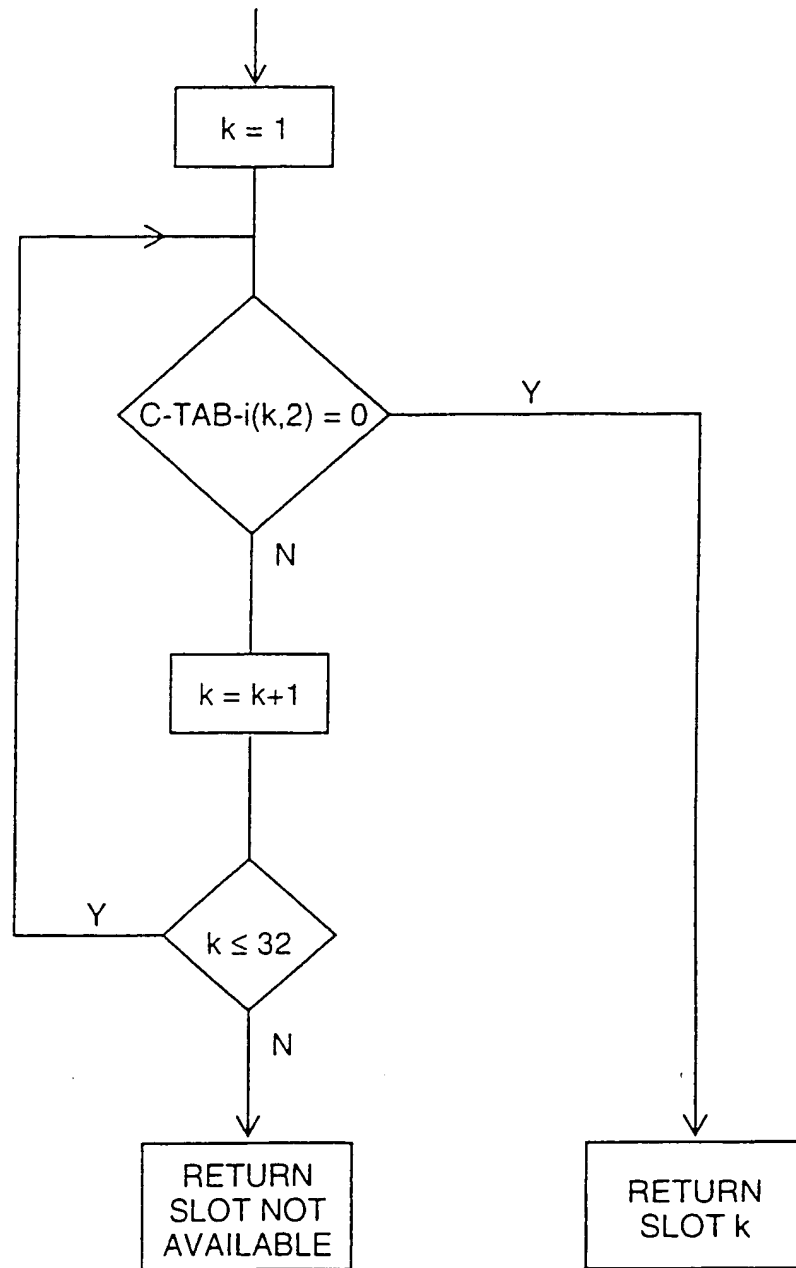 k = 1
C-TAB-i(k,2) = 0
Y
N
k = k+1
Y
k ≤ 32
N
RETURN
SLOT NOT
AVAILABLE
RETURN
SLOT k